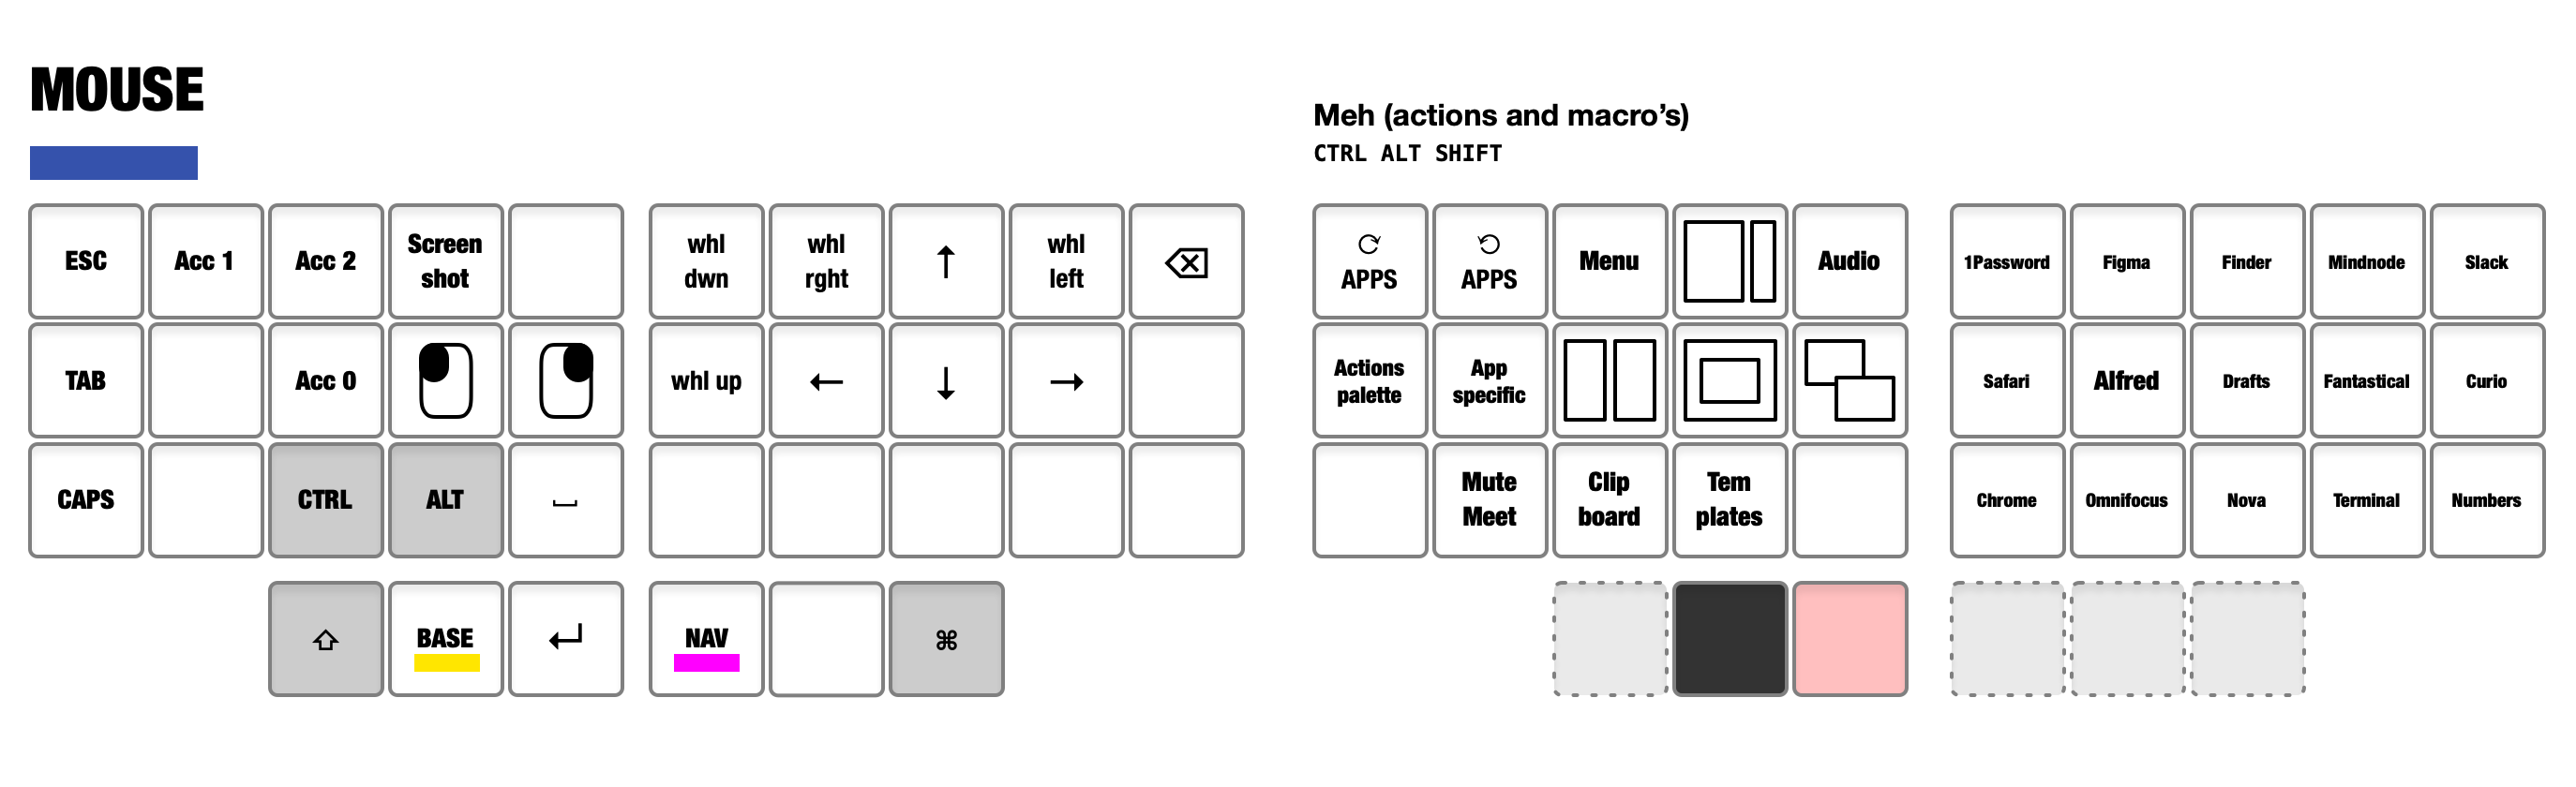 MOUSE
Meh (actions and macro’s)
CTRL ALT SHIFT
ESC
Acc 1
Acc 2
Screen
shot
whl
dwn
whl
rght
↑
whl
left
⌫
TAB
Acc 0
whl up
←
↓
→
CAPS
CTRL
ALT
⎵
⇧
BASE
↵
NAV
⌘
↻
APPS
↺
APPS
Menu
Audio
1Password
Figma
Finder
Mindnode
Slack
Actions
palette
App
specific
Safari
Alfred
Drafts
Fantastical
Curio
Mute
Meet
Clip
board
Tem
plates
Chrome
Omnifocus
Nova
Terminal
Numbers